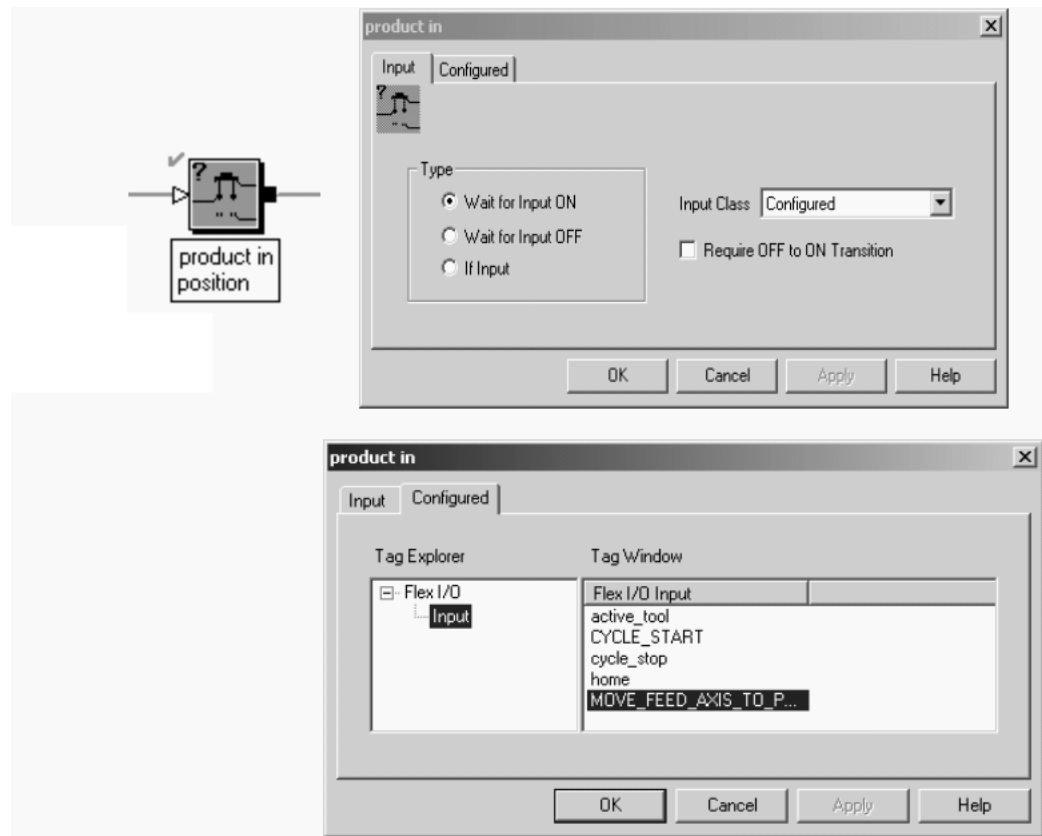 product in
Input Configured
?
Type
Wait for Input ON
Wait for Input OFF
If Input
Input Class Configured
Require OFF to ON Transition
OK Cancel Apply Help
?
product in
position
product in
Input Configured
Tag Explorer Tag Window
Flex I/O
Input
Flex I/O Input
active_tool
CYCLE_START
cycle_stop
home
MOVE_FEED_AXIS_TO_P...
OK Cancel Apply Help